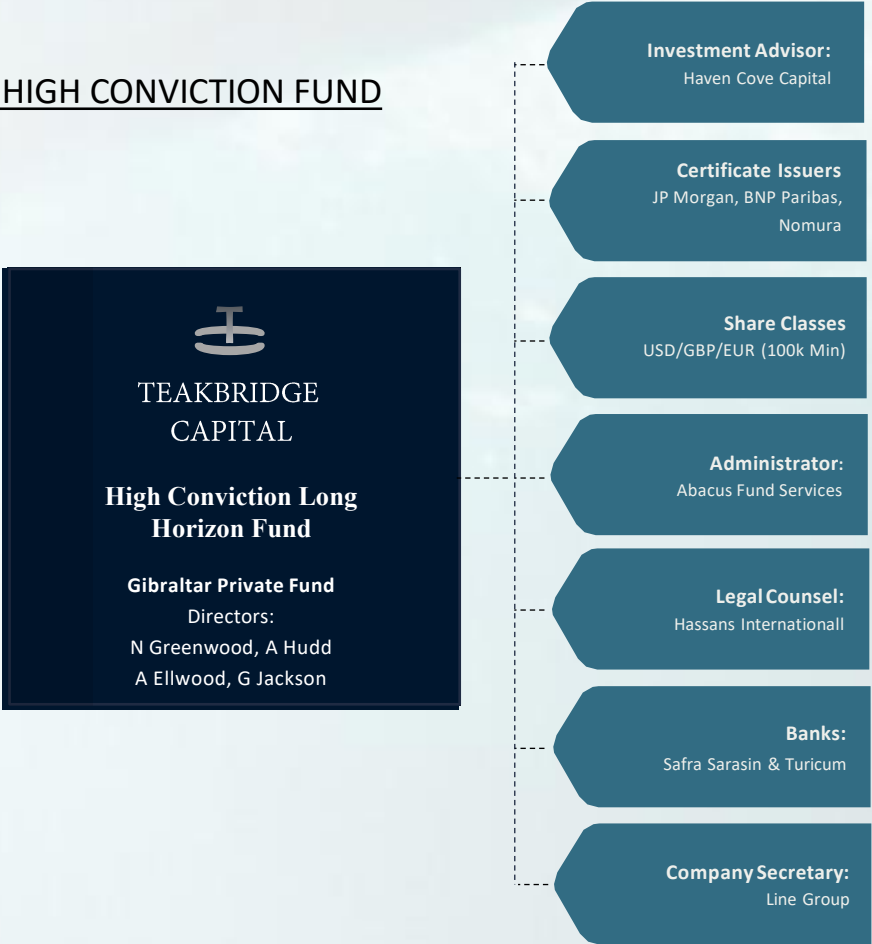 HIGH CONVICTION FUND
TEAKBRIDGE
CAPITAL
High Conviction Long
Horizon Fund
Gibraltar Private Fund
Directors:
N Greenwood, A Hudd
A Ellwood, G Jackson
Investment Advisor:
Haven Cove Capital
Certificate Issuers
JP Morgan, BNP Paribas,
Nomura
Share Classes
USD/GBP/EUR (100k Min)
Administrator:
Abacus Fund Services
Legal Counsel:
Hassans Internationall
Banks:
Safra Sarasin & Turicum
Company Secretary:
Line Group